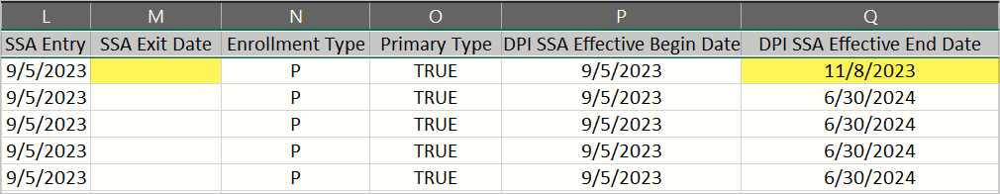 L M N O P Q
SSA Entry SSA Exit Date Enrollment Type Primary Type DPI SSA Effective Begin Date DPI SSA Effective End Date
9/5/2023 P TRUE 9/5/2023 11/8/2023
9/5/2023 P TRUE 9/5/2023 6/30/2024
9/5/2023 P TRUE 9/5/2023 6/30/2024
9/5/2023 P TRUE 9/5/2023 6/30/2024
9/5/2023 P TRUE 9/5/2023 6/30/2024